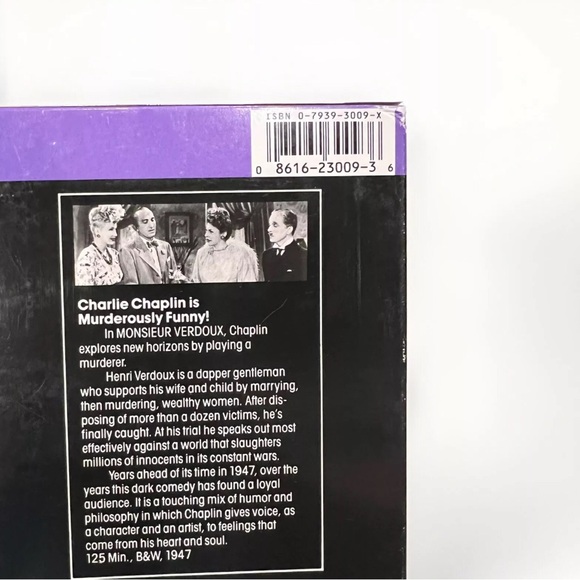 ISBN 0-7939-3009-X
0 8616-23009-3 6
Charlie Chaplin is
Murderously Funny!
In MONSIEUR VERDOUX, Chaplin
explores new horizons by playing a
murderer.
Henri Verdoux is a dapper gentleman
who supports his wife and child by marrying,
then murdering, wealthy women. After dis-
posing of more than a dozen victims, he's
finally caught. At his trial he speaks out most
effectively against a world that slaughters
millions of innocents in its constant wars.
Years ahead of its time in 1947, over the
years this dark comedy has found a loyal
audience. It is a touching mix of humor and
philosophy in which Chaplin gives voice, as
a character and an artist, to feelings that
come from his heart and soul.
125 Min., B&W, 1947